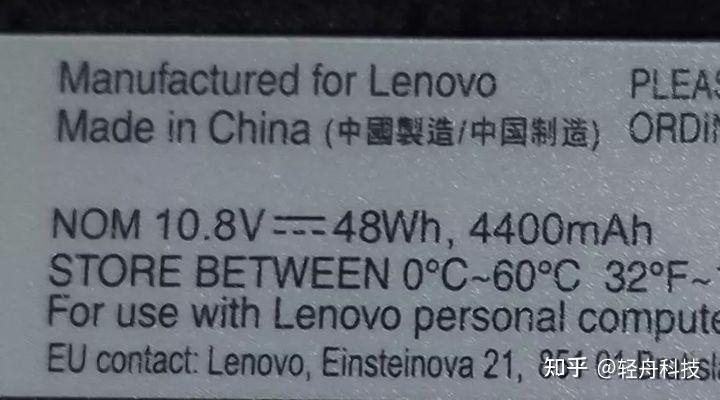 Manufactured for Lenovo
Made in China (中國製造/中国制造)
PLEAS
ORDIN
NOM 10.8V⎓48Wh, 4400mAh
STORE BETWEEN 0°C~60°C 32°F~
For use with Lenovo personal compute
EU contact: Lenovo, Einsteinova 21,
知乎 @轻舟科技